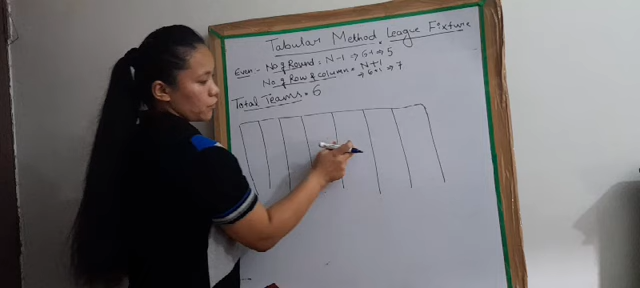 Tabular Method League Fixture
Even:- No of Round = N-1 ⇒ 6-1 ⇒ 5
No. of Row & column = N+1
⇒ 6+1 ⇒ 7
Total Teams = 6